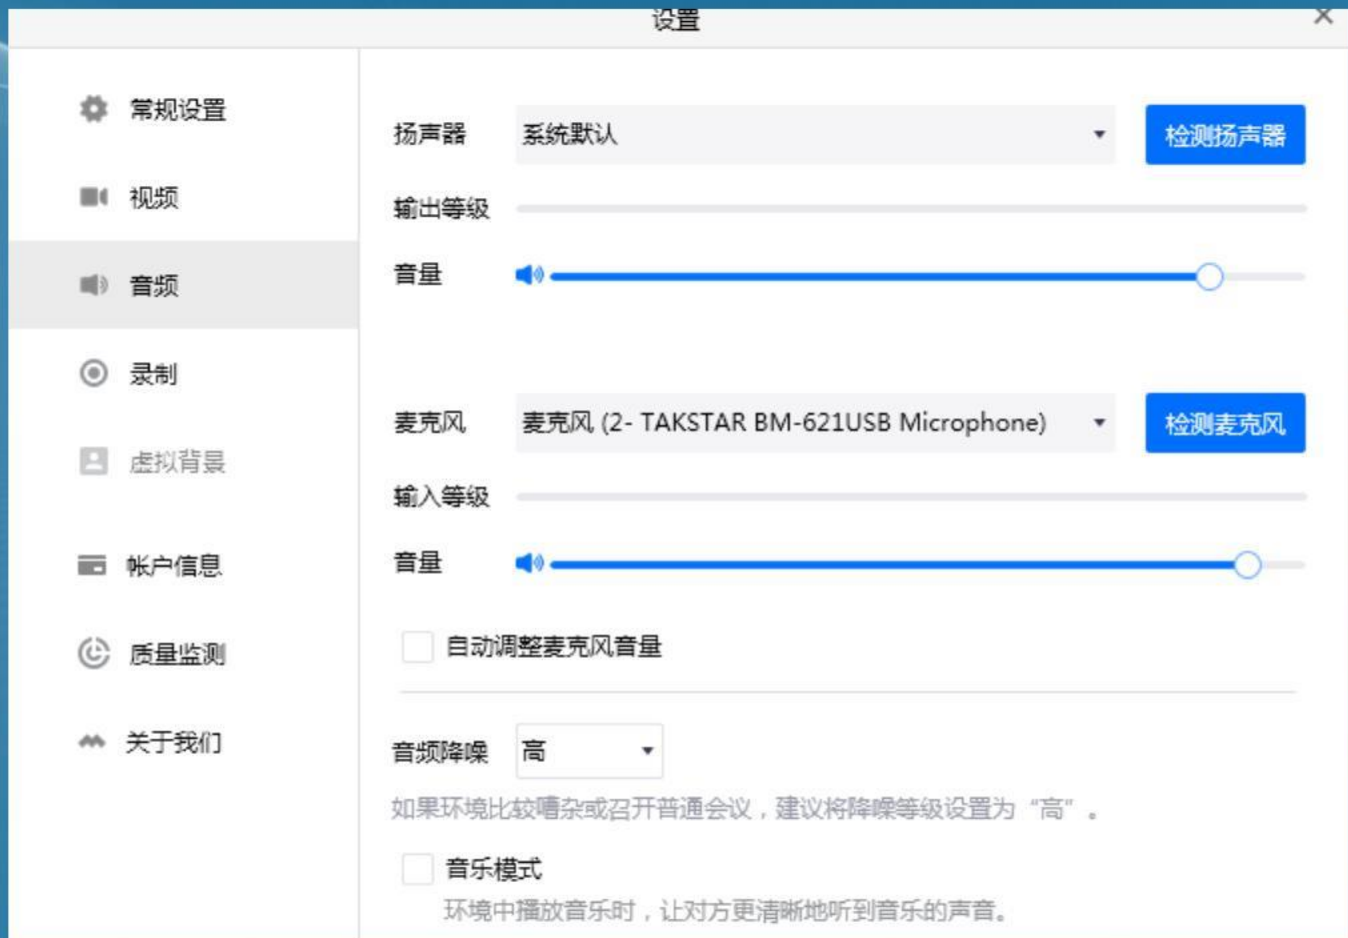 设置
常规设置
视频
音频
录制
虚拟背景
帐户信息
质量监测
关于我们
扬声器 系统默认 检测扬声器
输出等级
音量
麦克风 麦克风 (2- TAKSTAR BM-621USB Microphone) 检测麦克风
输入等级
音量
自动调整麦克风音量
音频降噪 高
如果环境比较嘈杂或召开普通会议，建议将降噪等级设置为“高”。
音乐模式
环境中播放音乐时，让对方更清晰地听到音乐的声音。